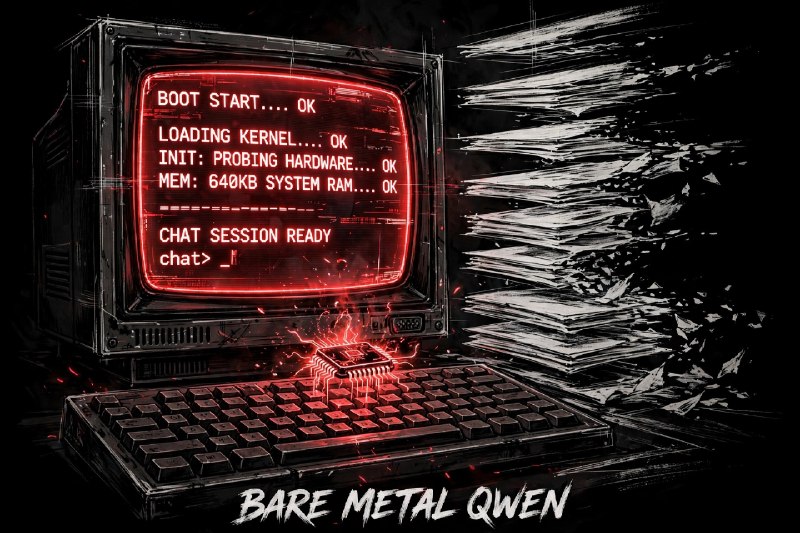 BOOT START.... OK
LOADING KERNEL.... OK
INIT: PROBING HARDWARE.... OK
MEM: 640KB SYSTEM RAM.... OK
----------------
CHAT SESSION READY
chat> _
BARE METAL QWEN